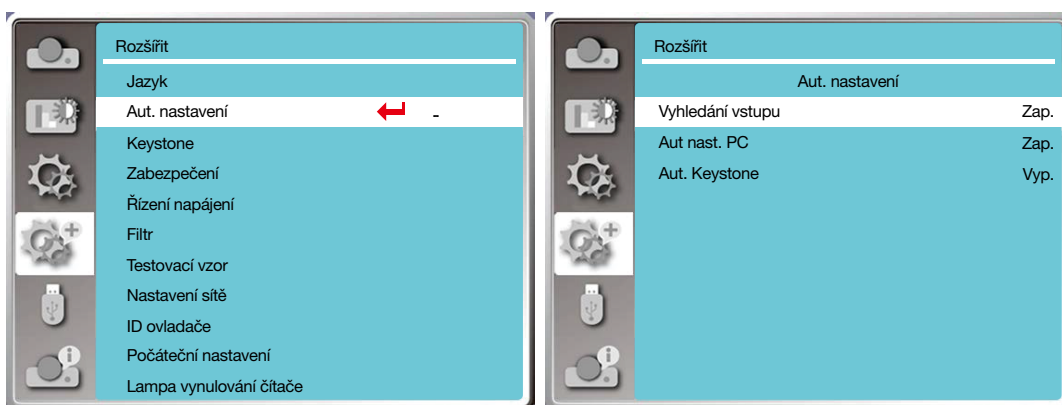 Rozšířit
Jazyk
Aut. nastavení -
Keystone
Zabezpečení
Řízení napájení
Filtr
Testovací vzor
Nastavení sítě
ID ovladače
Počáteční nastavení
Lampa vynulování čítače
Rozšířit
Aut. nastavení
Vyhledání vstupu Zap.
Aut nast. PC Zap.
Aut. Keystone Vyp.